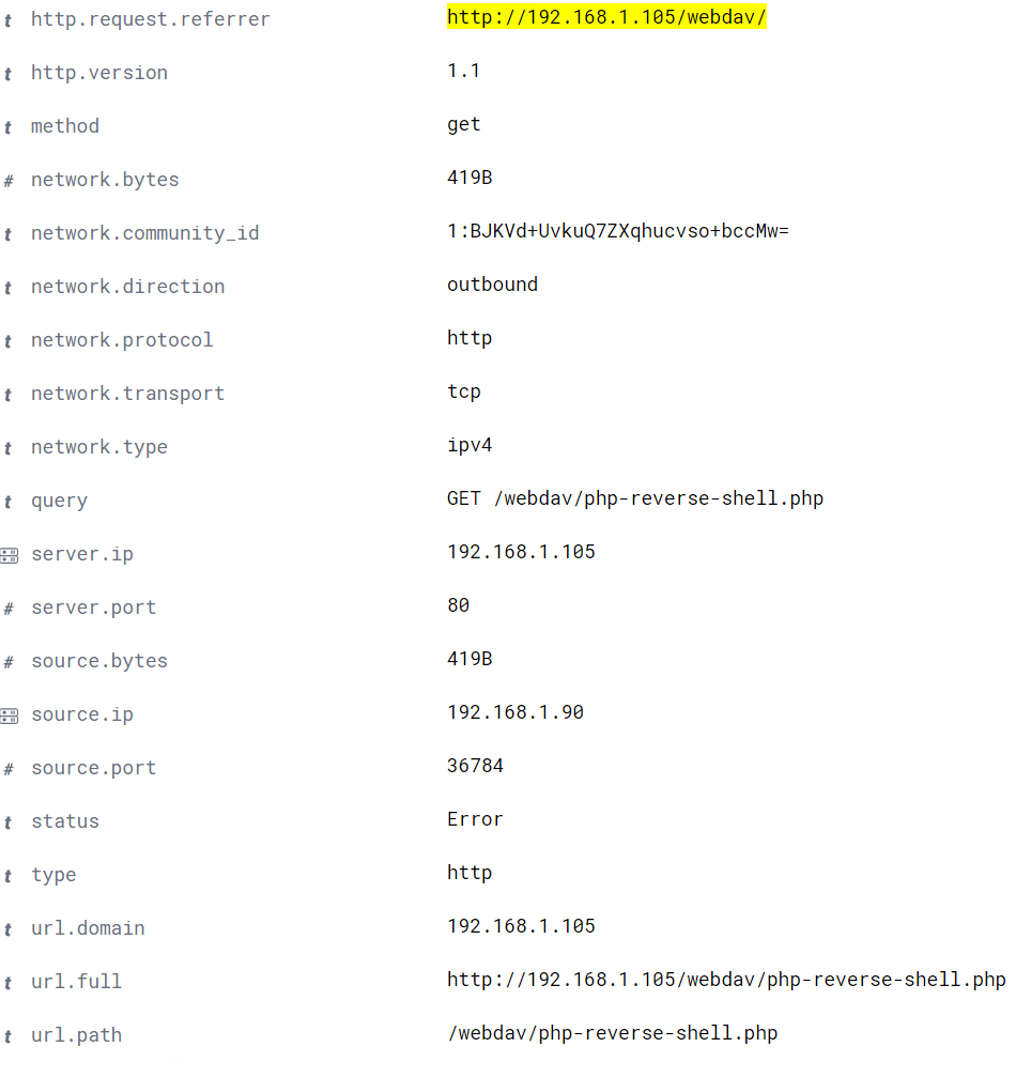 t http.request.referrer http://192.168.1.105/webdav/
t http.version 1.1
t method get
# network.bytes 419B
t network.community_id 1:BJKVd+UvkuQ7ZXqhucvso+bccMw=
t network.direction outbound
t network.protocol http
t network.transport tcp
t network.type ipv4
t query GET /webdav/php-reverse-shell.php
server.ip 192.168.1.105
# server.port 80
# source.bytes 419B
source.ip 192.168.1.90
# source.port 36784
t status Error
t type http
t url.domain 192.168.1.105
t url.full http://192.168.1.105/webdav/php-reverse-shell.php
t url.path /webdav/php-reverse-shell.php